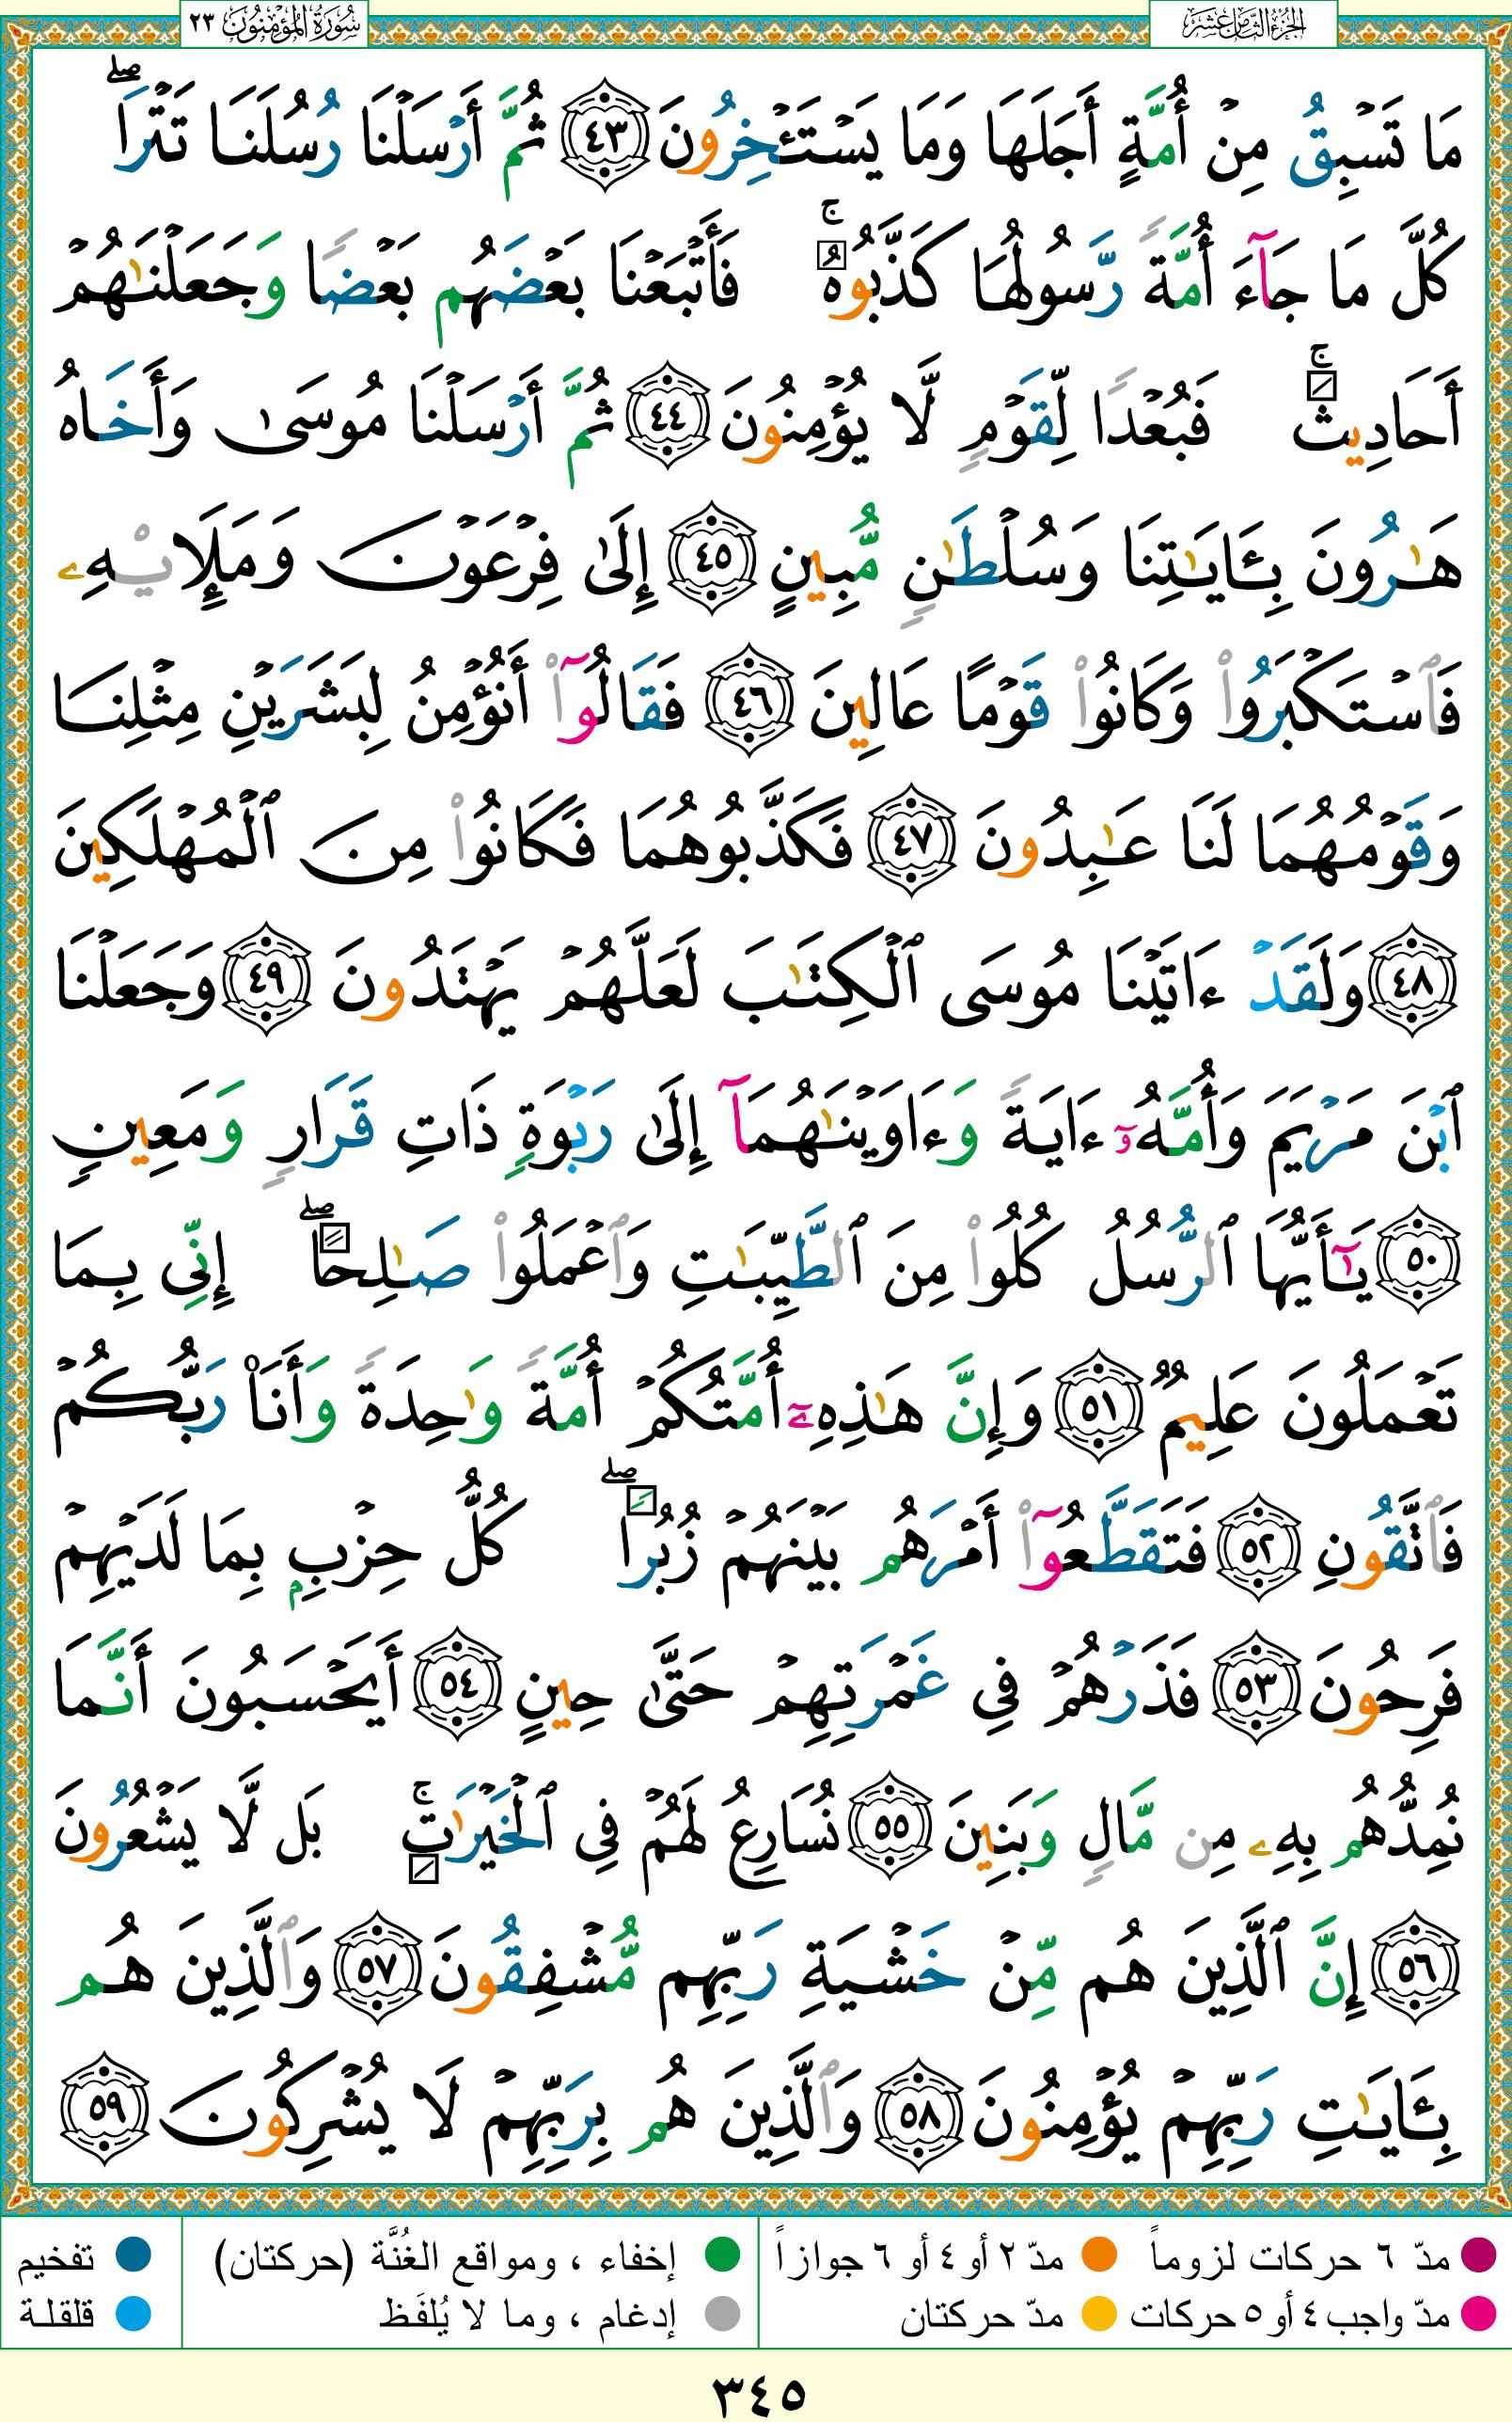 الجزء الثامن عشر
سورة المؤمنون ٢٣
مَا تَسْبِقُ مِنْ أُمَّةٍ أَجَلَهَا وَمَا يَسْتَـْٔخِرُونَ ٤٣ ثُمَّ أَرْسَلْنَا رُسُلَنَا تَتْرَا ۖ
كُلَّ مَا جَآءَ أُمَّةً رَّسُولُهَا كَذَّبُوهُ ۚ فَأَتْبَعْنَا بَعْضَهُم بَعْضًا وَجَعَلْنَٰهُمْ
أَحَادِيثَ ۚ فَبُعْدًا لِّقَوْمٍ لَّا يُؤْمِنُونَ ٤٤ ثُمَّ أَرْسَلْنَا مُوسَىٰ وَأَخَاهُ
هَٰرُونَ بِـَٔايَٰتِنَا وَسُلْطَٰنٍ مُّبِينٍ ٤٥ إِلَىٰ فِرْعَوْنَ وَمَلَإِي۟هِۦ
فَٱسْتَكْبَرُوا۟ وَكَانُوا۟ قَوْمًا عَالِينَ ٤٦ فَقَالُوٓا۟ أَنُؤْمِنُ لِبَشَرَيْنِ مِثْلِنَا
وَقَوْمُهُمَا لَنَا عَٰبِدُونَ ٤٧ فَكَذَّبُوهُمَا فَكَانُوا۟ مِنَ ٱلْمُهْلَكِينَ
٤٨ وَلَقَدْ ءَاتَيْنَا مُوسَى ٱلْكِتَٰبَ لَعَلَّهُمْ يَهْتَدُونَ ٤٩ وَجَعَلْنَا
ٱبْنَ مَرْيَمَ وَأُمَّهُۥٓ ءَايَةً وَءَاوَيْنَٰهُمَآ إِلَىٰ رَبْوَةٍ ذَاتِ قَرَارٍ وَمَعِينٍ
٥٠ يَٰٓأَيُّهَا ٱلرُّسُلُ كُلُوا۟ مِنَ ٱلطَّيِّبَٰتِ وَٱعْمَلُوا۟ صَٰلِحًا ۖ إِنِّى بِمَا
تَعْمَلُونَ عَلِيمٌ ٥١ وَإِنَّ هَٰذِهِۦٓ أُمَّتُكُمْ أُمَّةً وَٰحِدَةً وَأَنَا۠ رَبُّكُمْ
فَٱتَّقُونِ ٥٢ فَتَقَطَّعُوٓا۟ أَمْرَهُم بَيْنَهُمْ زُبُرًا ۖ كُلُّ حِزْبٍۭ بِمَا لَدَيْهِمْ
فَرِحُونَ ٥٣ فَذَرْهُمْ فِى غَمْرَتِهِمْ حَتَّىٰ حِينٍ ٥٤ أَيَحْسَبُونَ أَنَّمَا
نُمِدُّهُم بِهِۦ مِن مَّالٍ وَبَنِينَ ٥٥ نُسَارِعُ لَهُمْ فِى ٱلْخَيْرَٰتِ ۚ بَل لَّا يَشْعُرُونَ
٥٦ إِنَّ ٱلَّذِينَ هُم مِّنْ خَشْيَةِ رَبِّهِم مُّشْفِقُونَ ٥٧ وَٱلَّذِينَ هُم
بِـَٔايَٰتِ رَبِّهِمْ يُؤْمِنُونَ ٥٨ وَٱلَّذِينَ هُم بِرَبِّهِمْ لَا يُشْرِكُونَ ٥٩
مدّ ٦ حركات لزوماً مدّ ٢ أو ٤ أو ٦ جوازاً إخفاء ، ومواقع الغُنَّة (حركتان) تفخيم
مدّ واجب ٤ أو ٥ حركات مدّ حركتان إدغام ، وما لا يُلفَظ قلقلة
٣٤٥